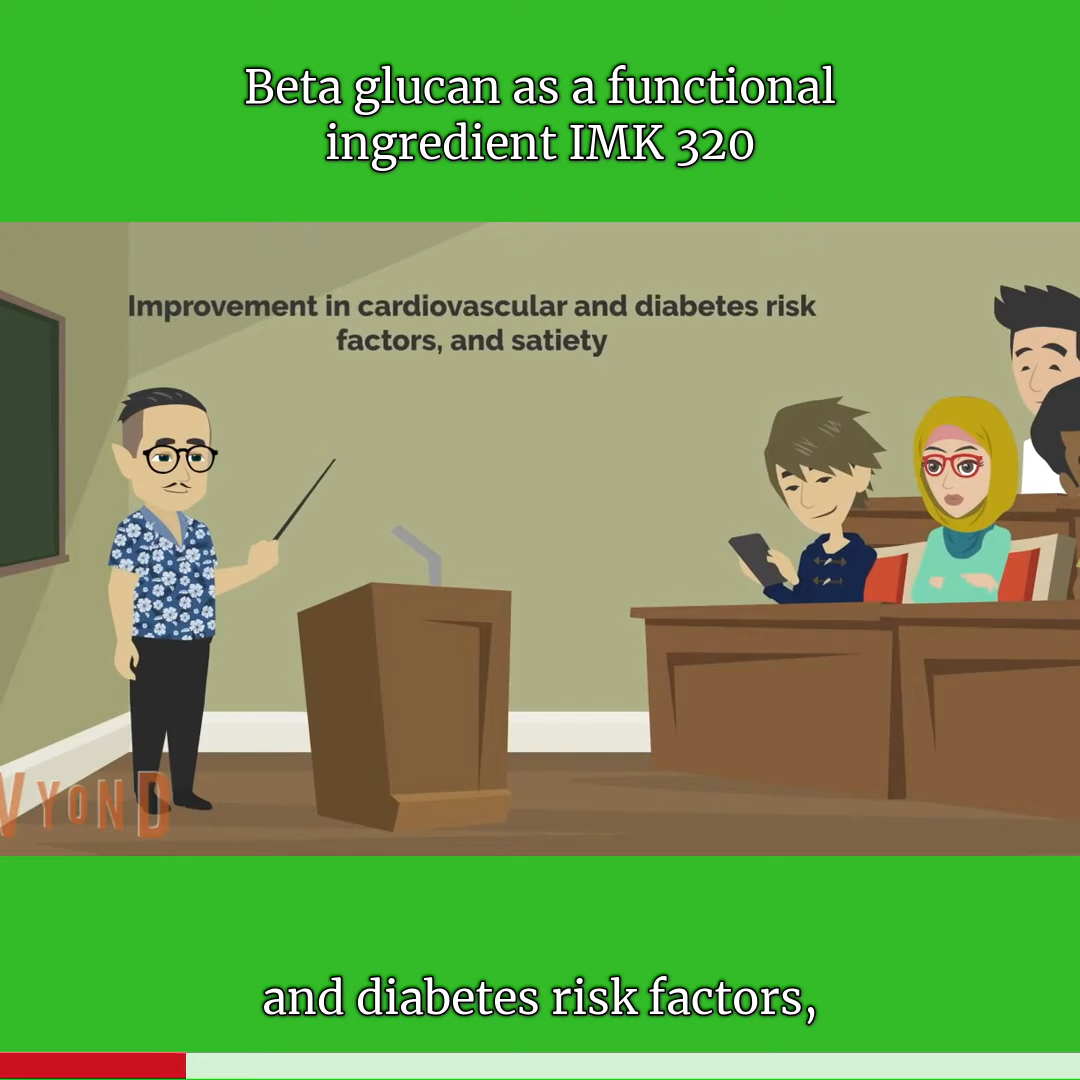 Beta glucan as a functional
ingredient IMK 320
Improvement in cardiovascular and diabetes risk
factors, and satiety
VYOND
and diabetes risk factors,